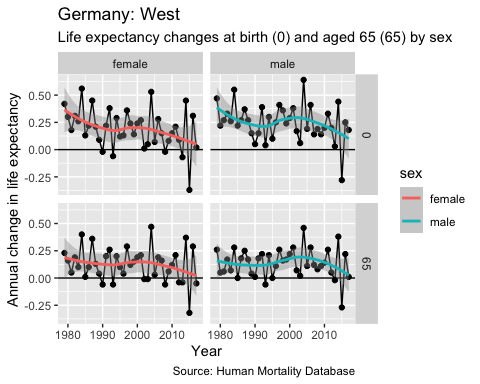 Germany: West
Life expectancy changes at birth (0) and aged 65 (65) by sex
female male
0.50
0.25
0.00
-0.25
0
0.50
0.25
0.00
-0.25
65
1980 1990 2000 2010 1980 1990 2000 2010
Annual change in life expectancy
Year
sex
female
male
Source: Human Mortality Database